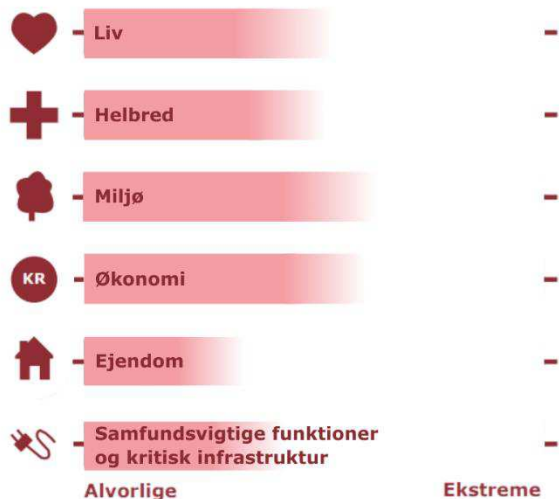 Liv
Helbred
Miljø
KR
Økonomi
Ejendom
Samfundsvigtige funktioner
og kritisk infrastruktur
Alvorlige
Ekstreme